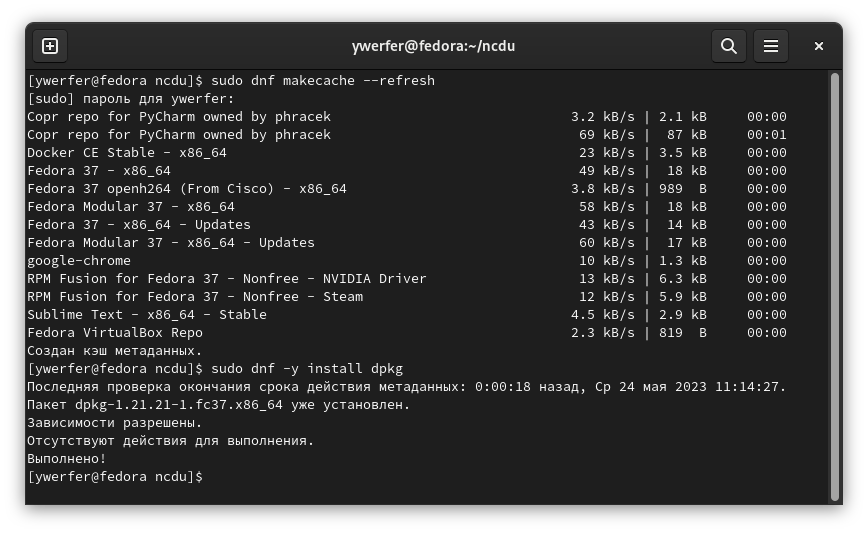 ywerfer@fedora:~/ncdu
[ywerfer@fedora ncdu]$ sudo dnf makecache --refresh
[sudo] пароль для ywerfer:
Copr repo for PyCharm owned by phracek 3.2 kB/s | 2.1 kB 00:00
Copr repo for PyCharm owned by phracek 69 kB/s | 87 kB 00:01
Docker CE Stable - x86_64 23 kB/s | 3.5 kB 00:00
Fedora 37 - x86_64 49 kB/s | 18 kB 00:00
Fedora 37 openh264 (From Cisco) - x86_64 3.8 kB/s | 989 B 00:00
Fedora Modular 37 - x86_64 58 kB/s | 18 kB 00:00
Fedora 37 - x86_64 - Updates 43 kB/s | 14 kB 00:00
Fedora Modular 37 - x86_64 - Updates 60 kB/s | 17 kB 00:00
google-chrome 10 kB/s | 1.3 kB 00:00
RPM Fusion for Fedora 37 - Nonfree - NVIDIA Driver 13 kB/s | 6.3 kB 00:00
RPM Fusion for Fedora 37 - Nonfree - Steam 12 kB/s | 5.9 kB 00:00
Sublime Text - x86_64 - Stable 4.5 kB/s | 2.9 kB 00:00
Fedora VirtualBox Repo 2.3 kB/s | 819 B 00:00
Создан кэш метаданных.
[ywerfer@fedora ncdu]$ sudo dnf -y install dpkg
Последняя проверка окончания срока действия метаданных: 0:00:18 назад, Ср 24 мая 2023 11:14:27.
Пакет dpkg-1.21.21-1.fc37.x86_64 уже установлен.
Зависимости разрешены.
Отсутствуют действия для выполнения.
Выполнено!
[ywerfer@fedora ncdu]$